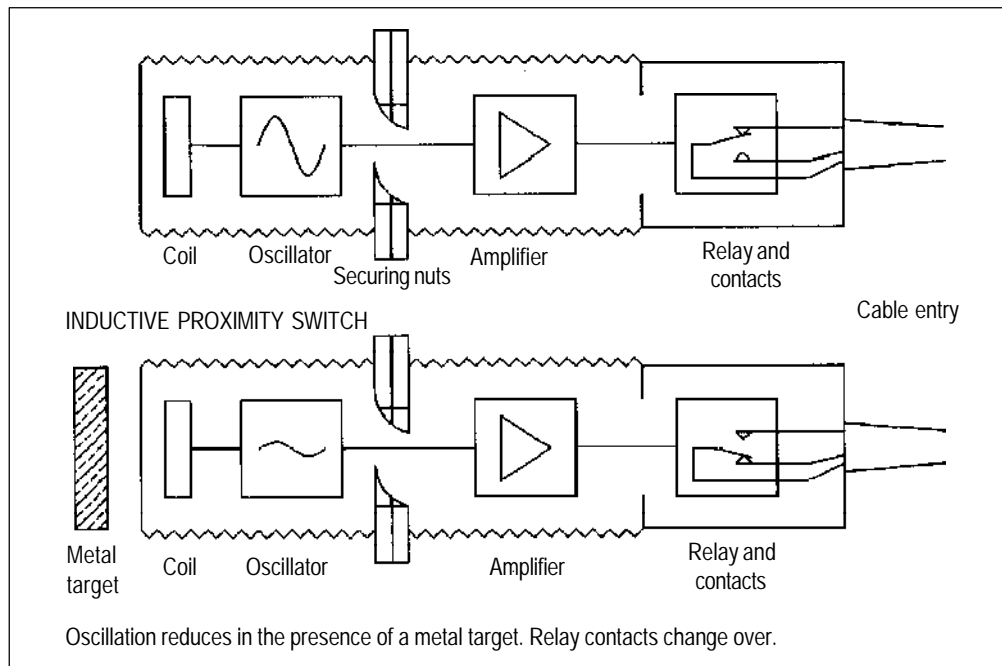 Coil
Oscillator
Securing nuts
Amplifier
Relay and
contacts
Cable entry
INDUCTIVE PROXIMITY SWITCH
Metal
target
Coil
Oscillator
Amplifier
Relay and
contacts
Oscillation reduces in the presence of a metal target. Relay contacts change over.